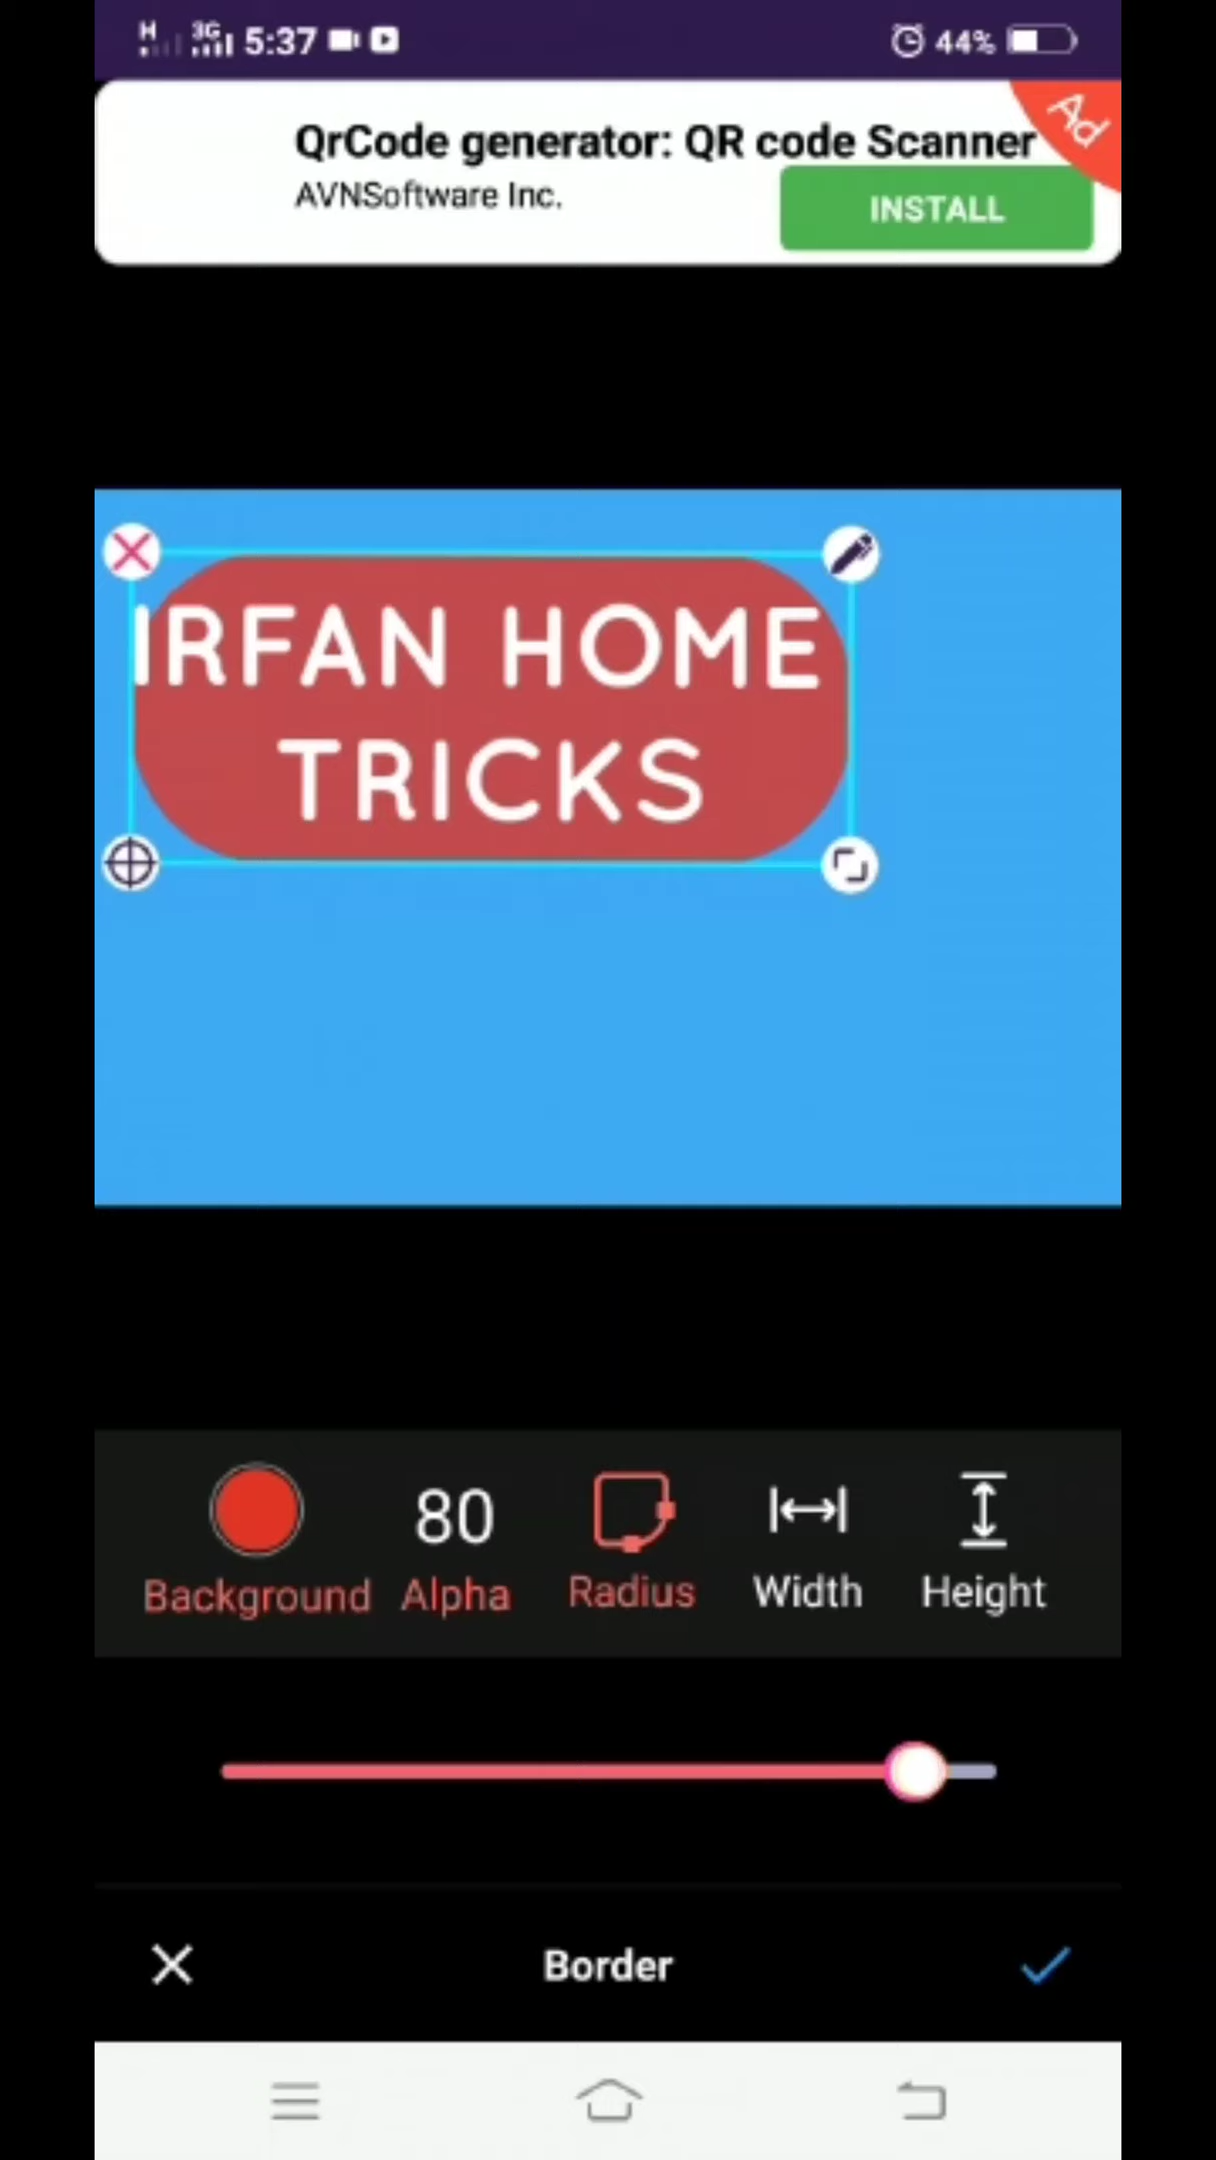 H 3G 5:37 44%
QrCode generator: QR code Scanner
Ad
AVNSoftware Inc.
INSTALL
IRFAN HOME
TRICKS
80
Background Alpha Radius Width Height
Border